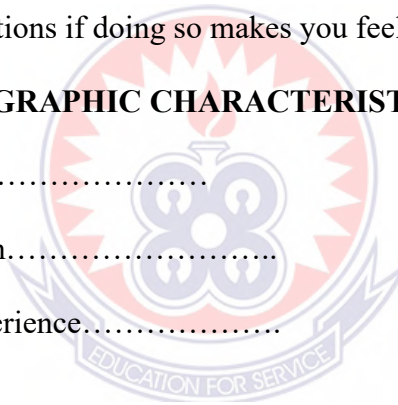 tions if doing so makes you feel
GRAPHIC CHARACTERIST
…………………
n……………………..
erience……………….
EDUCATION FOR SERVICE